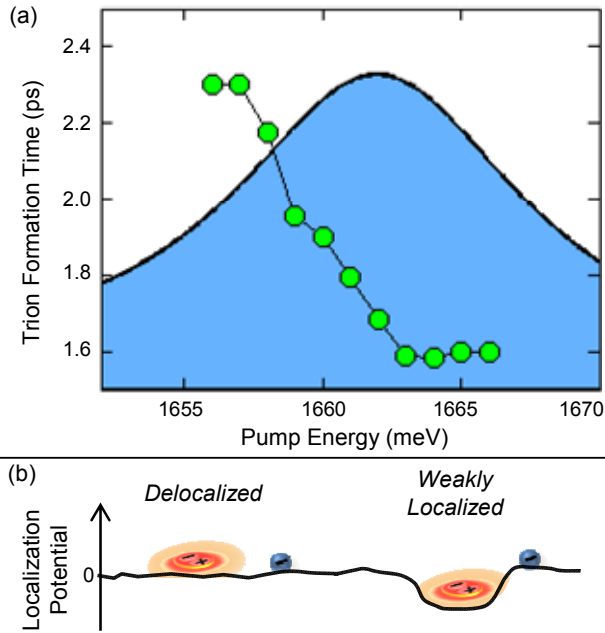 (a)
Trion Formation Time (ps)
2.4
2.2
2.0
1.8
1.6
1655
1660
1665
1670
Pump Energy (meV)
(b)
Delocalized
Weakly
Localized
Localization
Potential
0